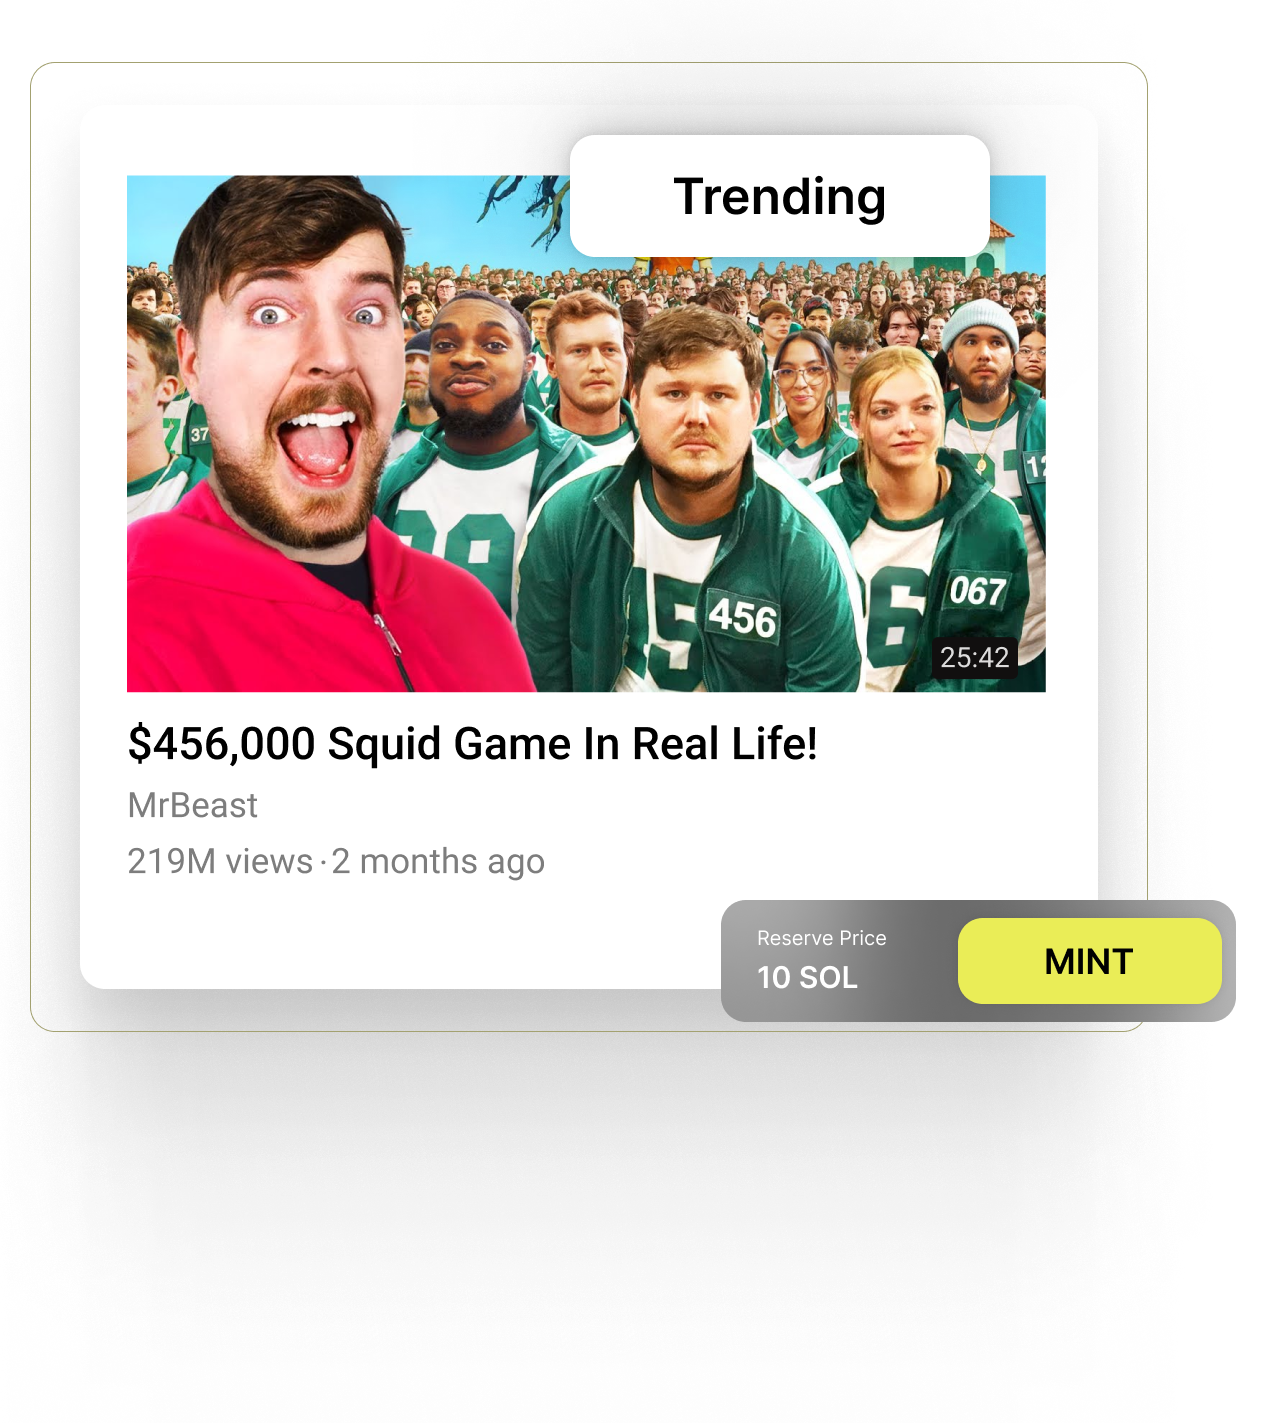 Trending
37
12
456
067
25:42
$456,000 Squid Game In Real Life!
MrBeast
219M views · 2 months ago
Reserve Price
10 SOL
MINT